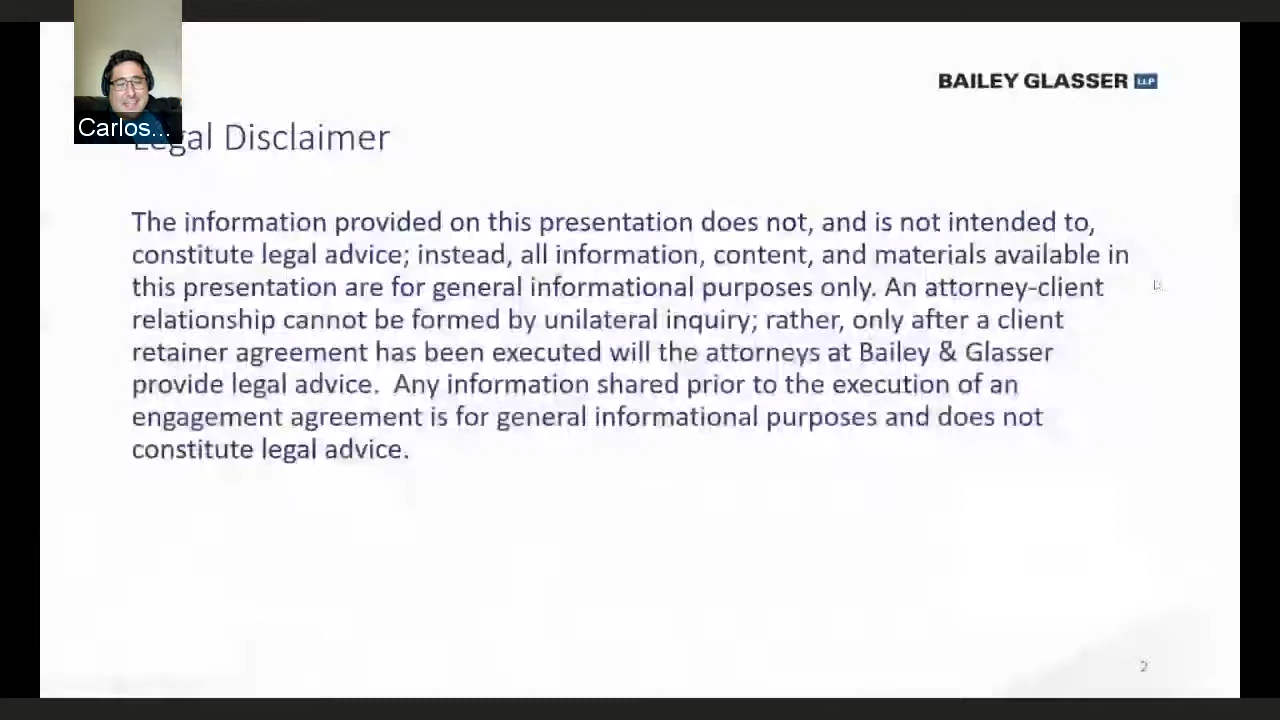 BAILEY GLASSER LLP
Carlos...
Legal Disclaimer
The information provided on this presentation does not, and is not intended to,
constitute legal advice; instead, all information, content, and materials available in
this presentation are for general informational purposes only. An attorney-client
relationship cannot be formed by unilateral inquiry; rather, only after a client
retainer agreement has been executed will the attorneys at Bailey & Glasser
provide legal advice.  Any information shared prior to the execution of an
engagement agreement is for general informational purposes and does not
constitute legal advice.
2